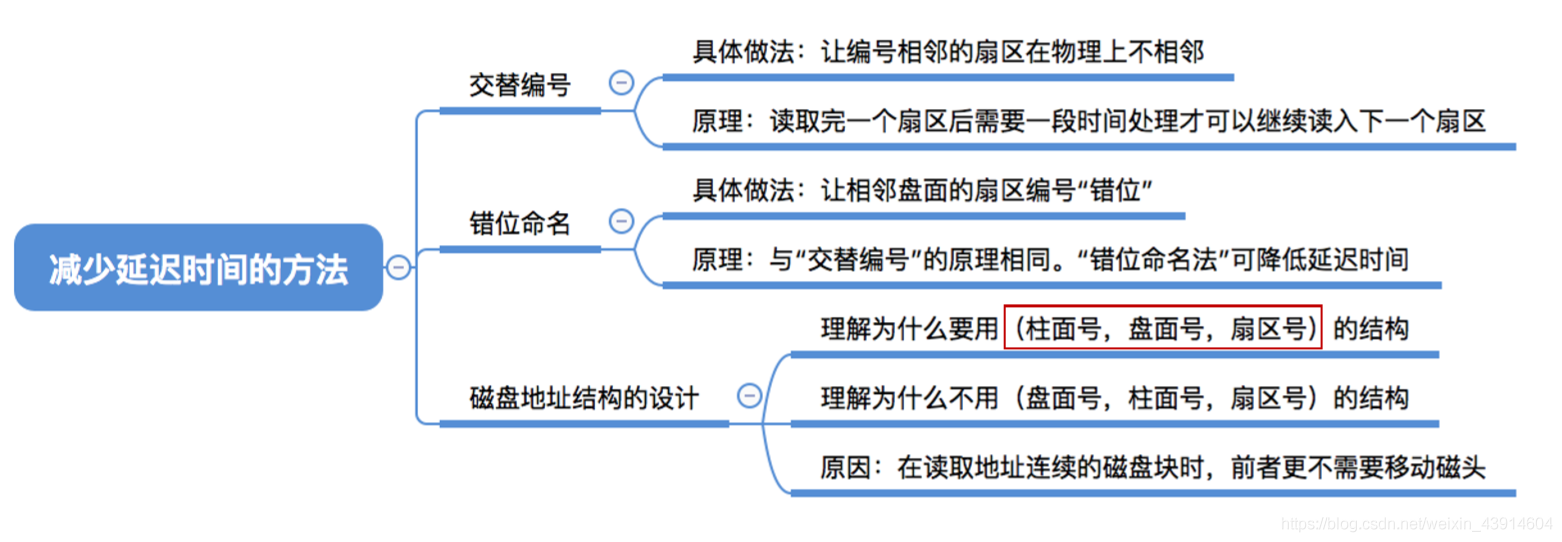 减少延迟时间的方法
交替编号
具体做法：让编号相邻的扇区在物理上不相邻
原理：读取完一个扇区后需要一段时间处理才可以继续读入下一个扇区
错位命名
具体做法：让相邻盘面的扇区编号“错位”
原理：与“交替编号”的原理相同。“错位命名法”可降低延迟时间
磁盘地址结构的设计
理解为什么要用（柱面号，盘面号，扇区号）的结构
理解为什么不用（盘面号，柱面号，扇区号）的结构
原因：在读取地址连续的磁盘块时，前者更不需要移动磁头
https://blog.csdn.net/weixin_43914604